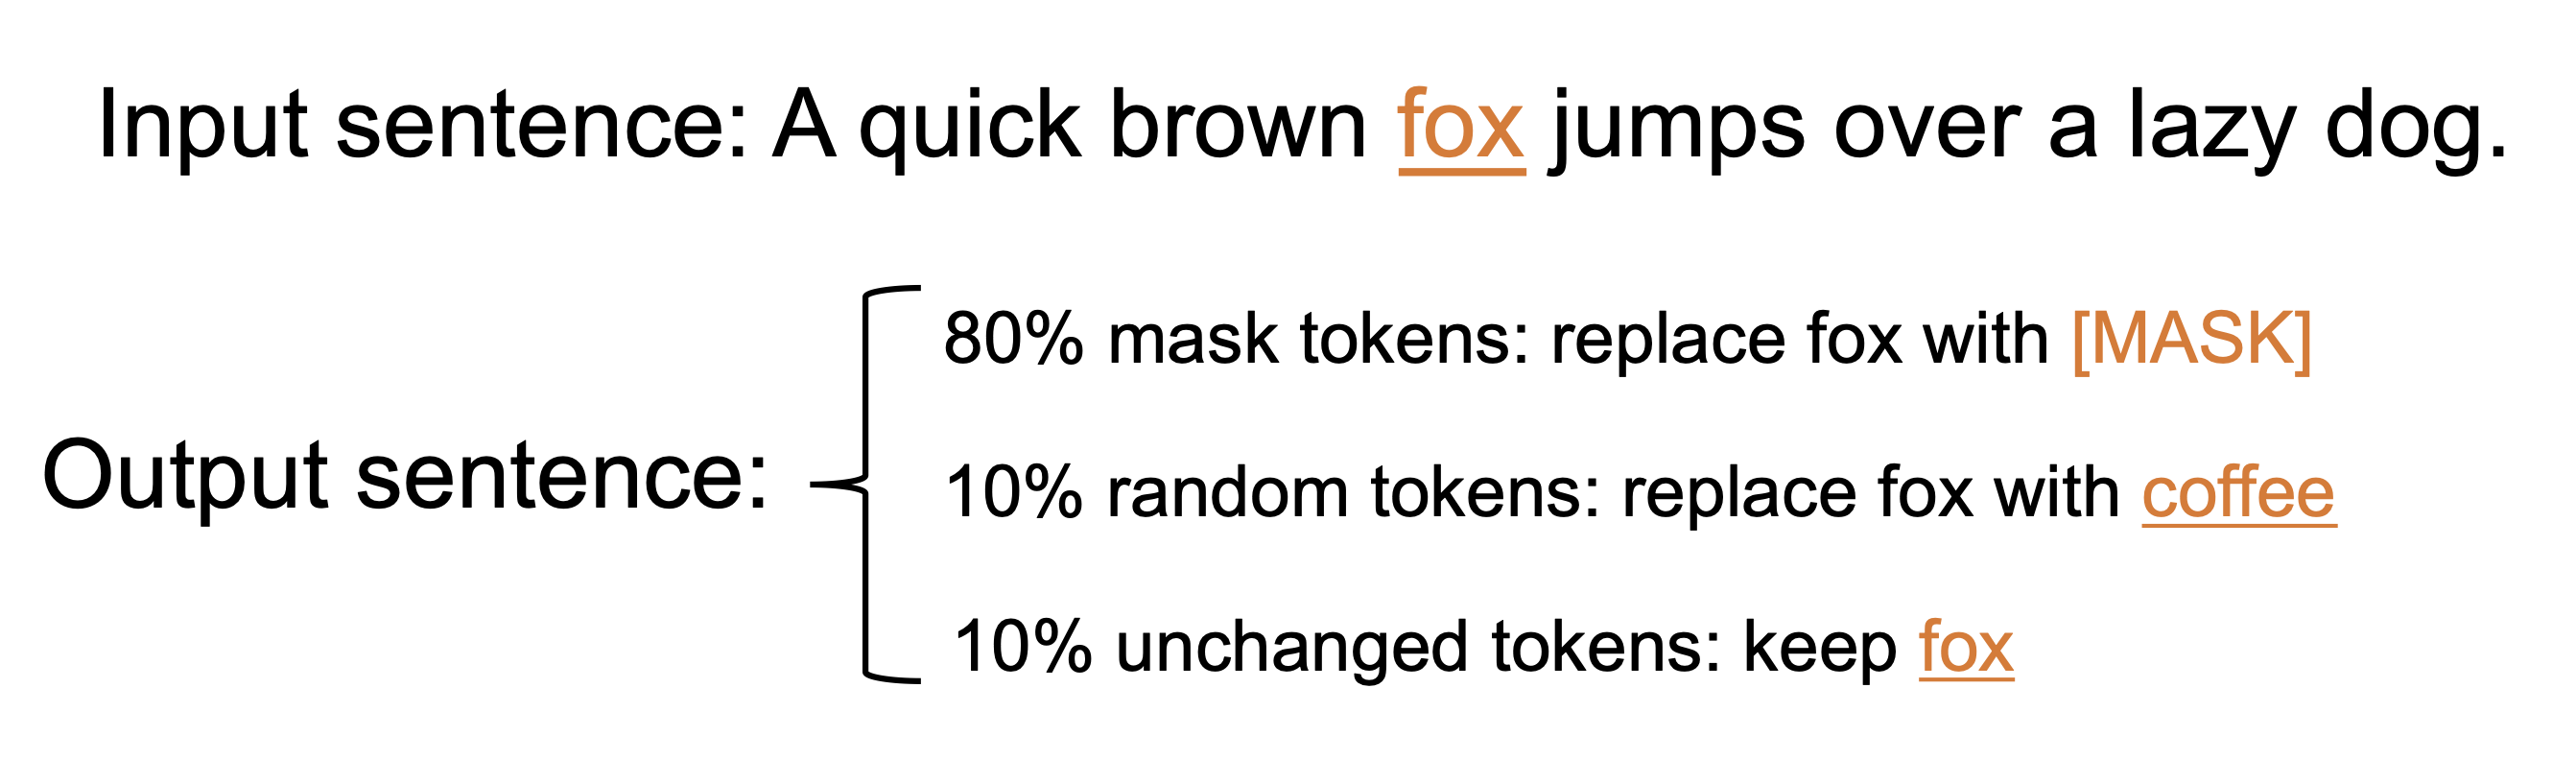 Input sentence: A quick brown fox jumps over a lazy dog.
80% mask tokens: replace fox with [MASK]
Output sentence:
10% random tokens: replace fox with coffee
10% unchanged tokens: keep fox